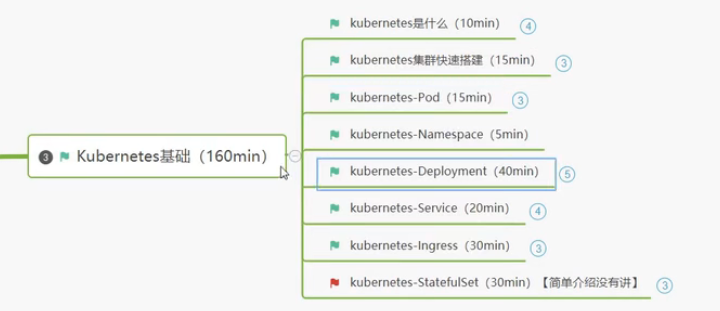 kubernetes是什么（10min）
4
kubernetes集群快速搭建（15min）
3
kubernetes-Pod（15min）
3
kubernetes-Namespace（5min）
3 Kubernetes基础（160min）
kubernetes-Deployment（40min）
5
kubernetes-Service（20min）
4
kubernetes-Ingress（30min）
3
kubernetes-StatefulSet（30min）【简单介绍没有讲】
3